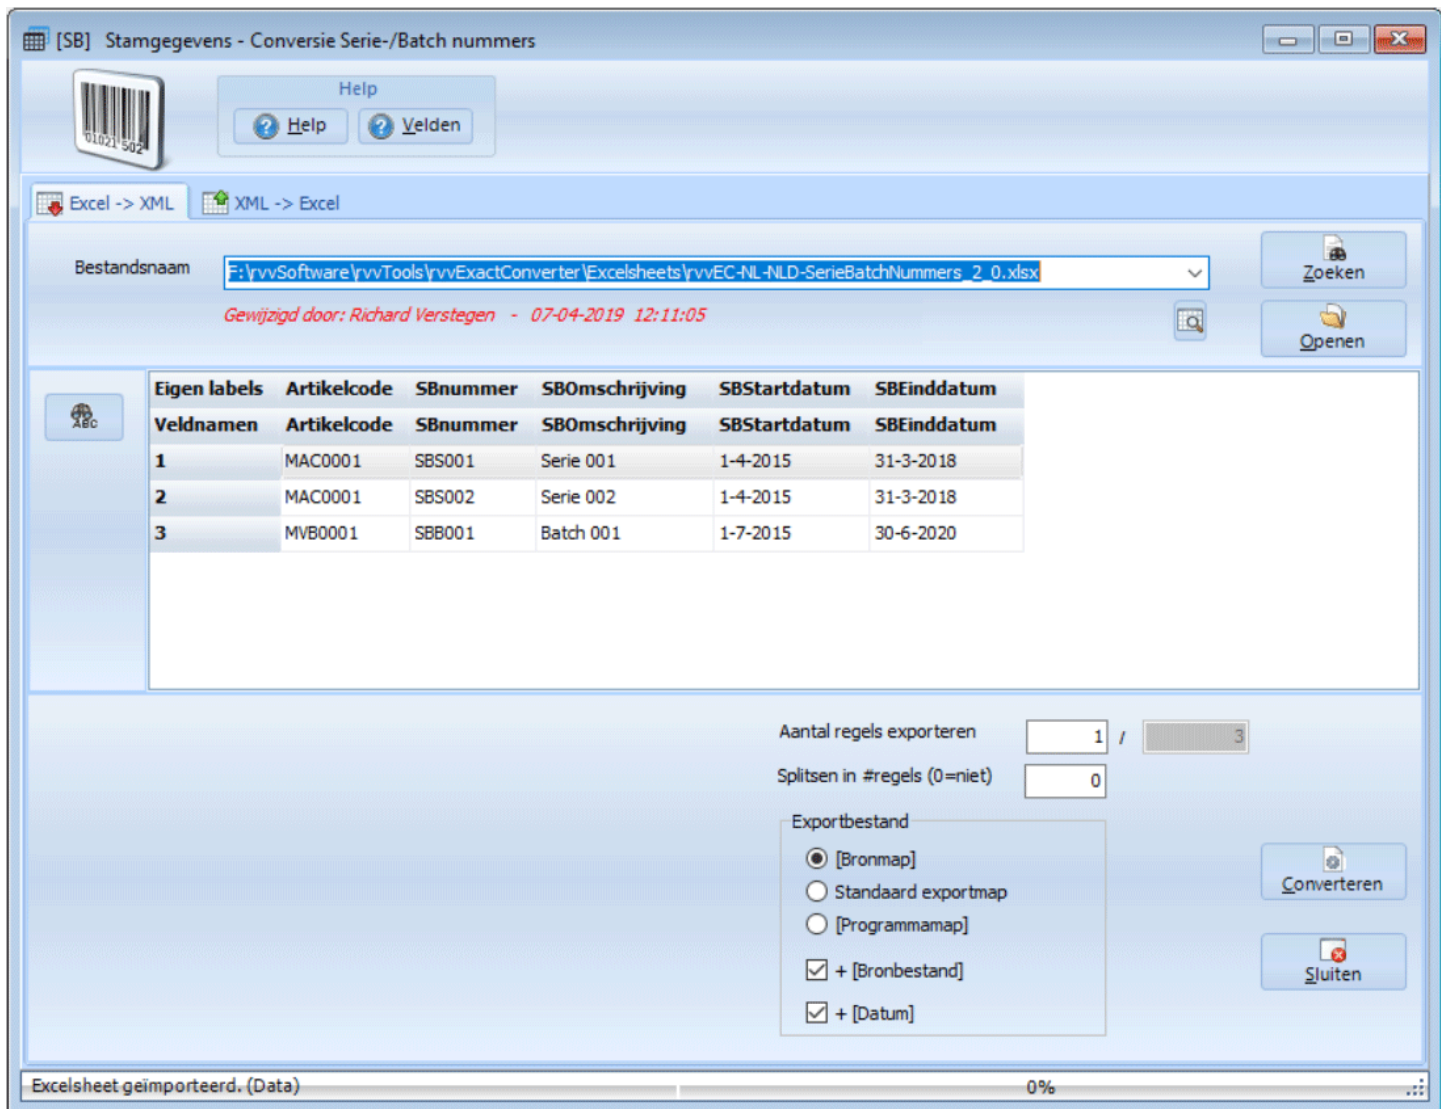 [SB] Stamgegevens - Conversie Serie-/Batch nummers
Help
Help Velden
01021 502
Excel -> XML XML -> Excel
Bestandsnaam F:\rvvSoftware\rvvTools\rvvExactConverter\Excelsheets\rvvEC-NL-NLD-SerieBatchNummers_2_0.xlsx Zoeken
Gewijzigd door: Richard Verstegen - 07-04-2019 12:11:05
Openen
ABC
Eigen labels Artikelcode SBnummer SBOmschrijving SBStartdatum SBEinddatum
Veldnamen Artikelcode SBnummer SBOmschrijving SBStartdatum SBEinddatum
1 MAC0001 SBS001 Serie 001 1-4-2015 31-3-2018
2 MAC0001 SBS002 Serie 002 1-4-2015 31-3-2018
3 MVB0001 SBB001 Batch 001 1-7-2015 30-6-2020
Aantal regels exporteren 1 / 3
Splitsen in #regels (0=niet) 0
Exportbestand
[Bronmap]
Standaard exportmap
[Programmamap]
+ [Bronbestand]
+ [Datum]
Converteren
Sluiten
Excelsheet geïmporteerd. (Data) 0%